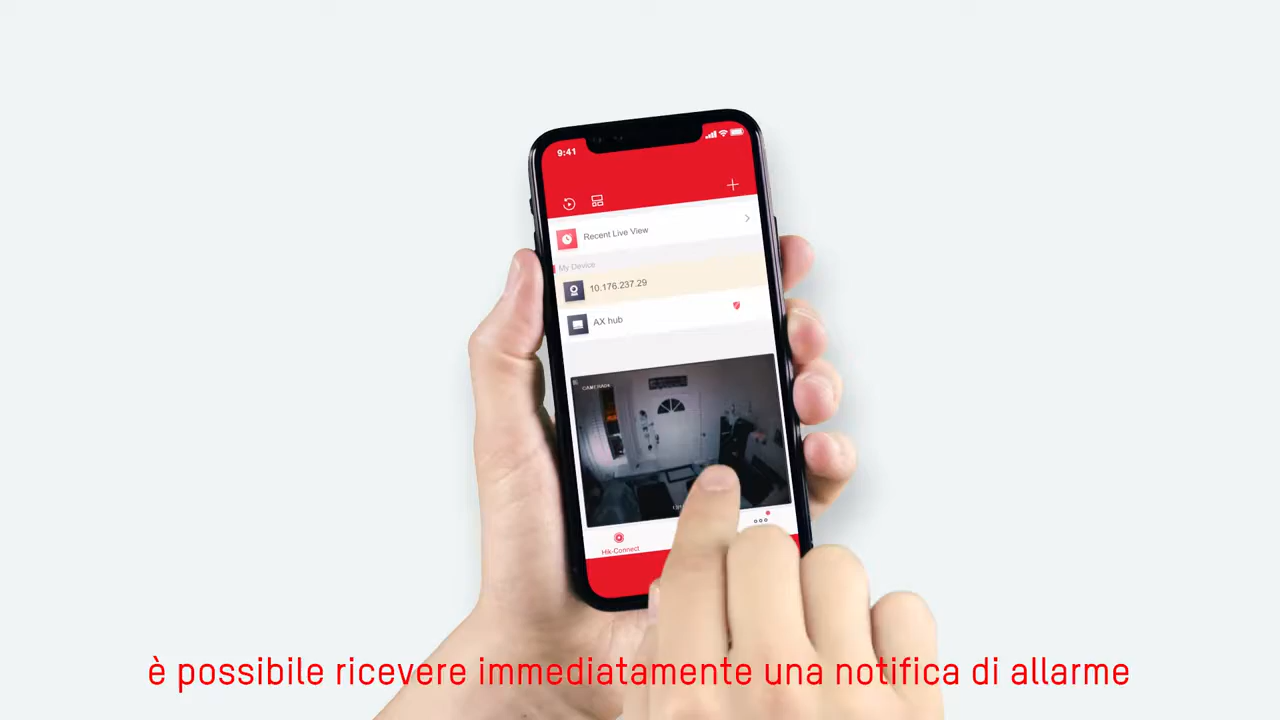 9:41
Recent Live View
My Device
10.176.237.29
AX hub
CAMERA04
Hik-Connect
è possibile ricevere immediatamente una notifica di allarme